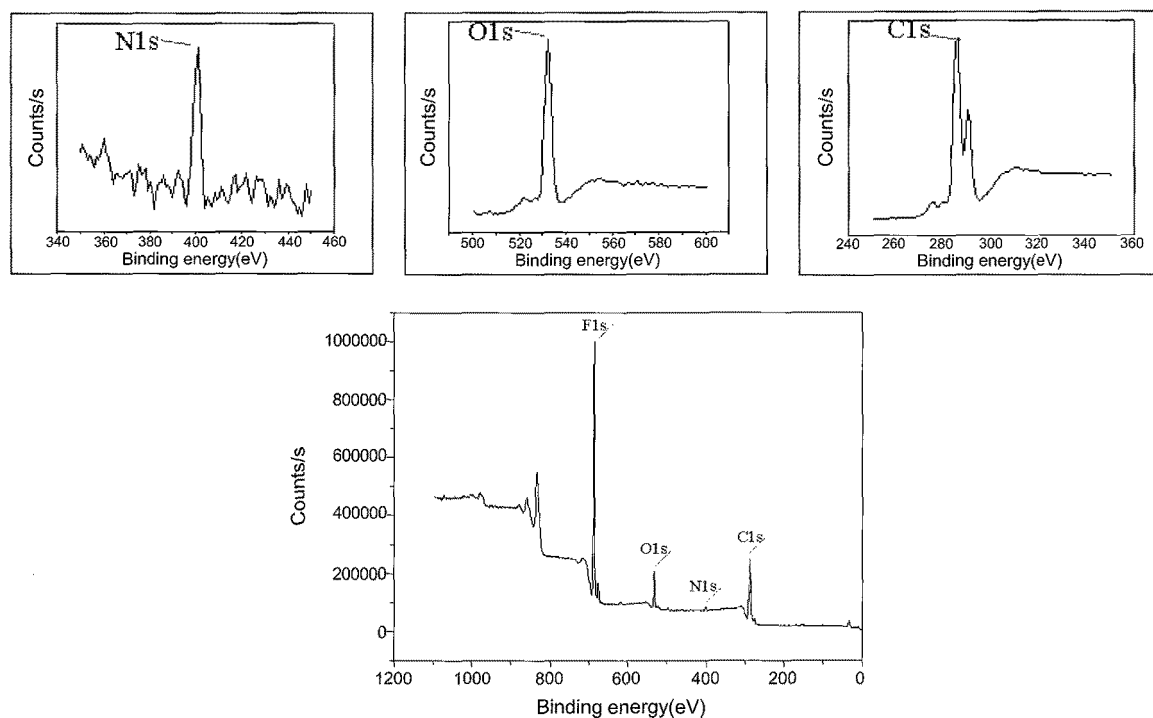 N1s
Counts/s
340 360 380 400 420 440 460
Binding energy(eV)
O1s
Counts/s
500 520 540 560 580 600
Binding energy(eV)
C1s
Counts/s
240 260 280 300 320 340 360
Binding energy(eV)
F1s
1000000
800000
600000
400000
200000
0
Counts/s
O1s
N1s
C1s
1200 1000 800 600 400 200 0
Binding energy(eV)